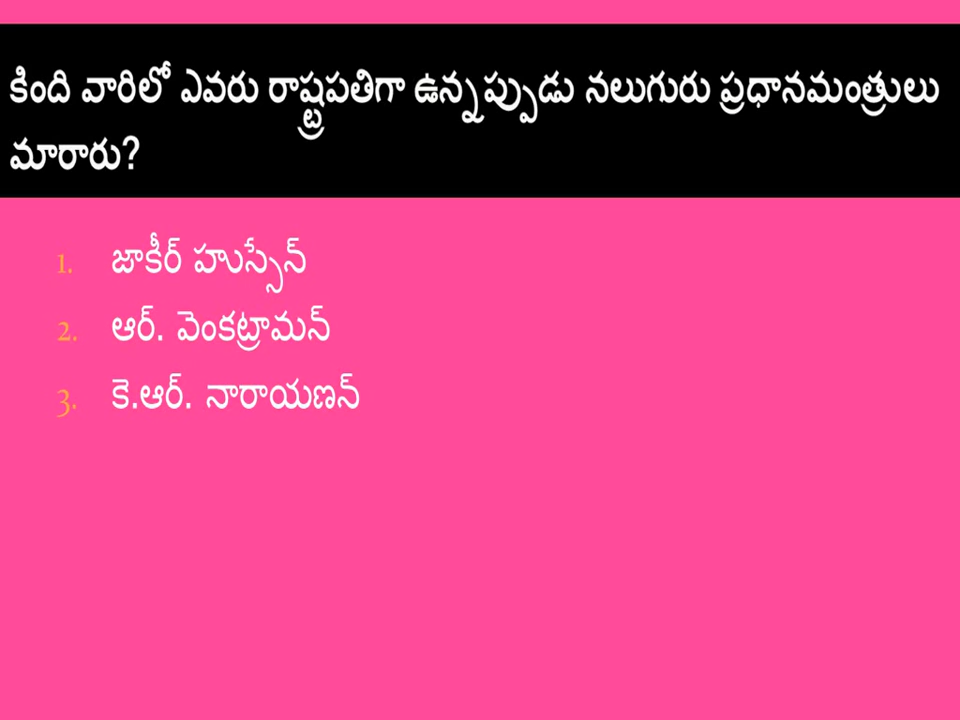 కింది వారిలో ఎవరు రాష్ట్రపతిగా ఉన్నప్పుడు నలుగురు ప్రధానమంత్రులు
మారారు?
1. జాకీర్ హుస్సేన్
2. ఆర్. వెంకట్రామన్
3. కె.ఆర్. నారాయణన్